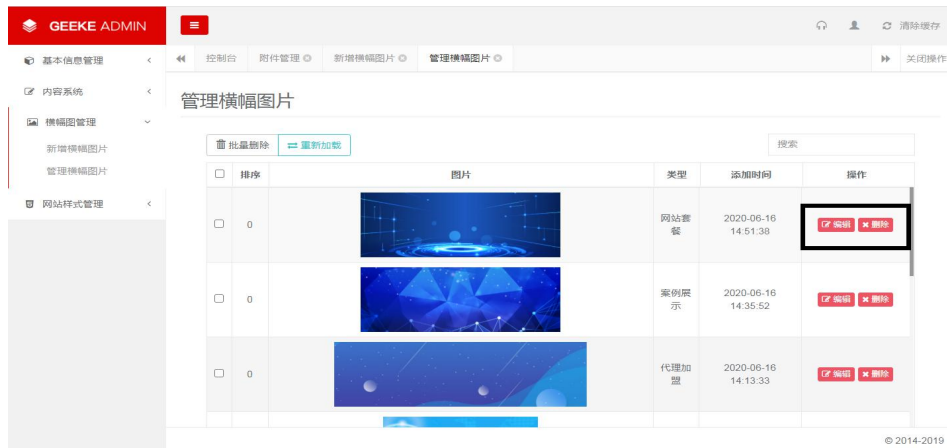 GEEKE ADMIN
清除缓存
基本信息管理
内容系统
横幅图管理
新增横幅图片
管理横幅图片
网站样式管理
控制台 附件管理 新增横幅图片 管理横幅图片 关闭操作
管理横幅图片
批量删除 重新加载 搜索
排序 图片 类型 添加时间 操作
0 网站套 2020-06-16 编辑 删除
餐 14:51:38
0 案例展 2020-06-16 编辑 删除
示 14:35:52
0 代理加 2020-06-16 编辑 删除
盟 14:13:33
© 2014-2019